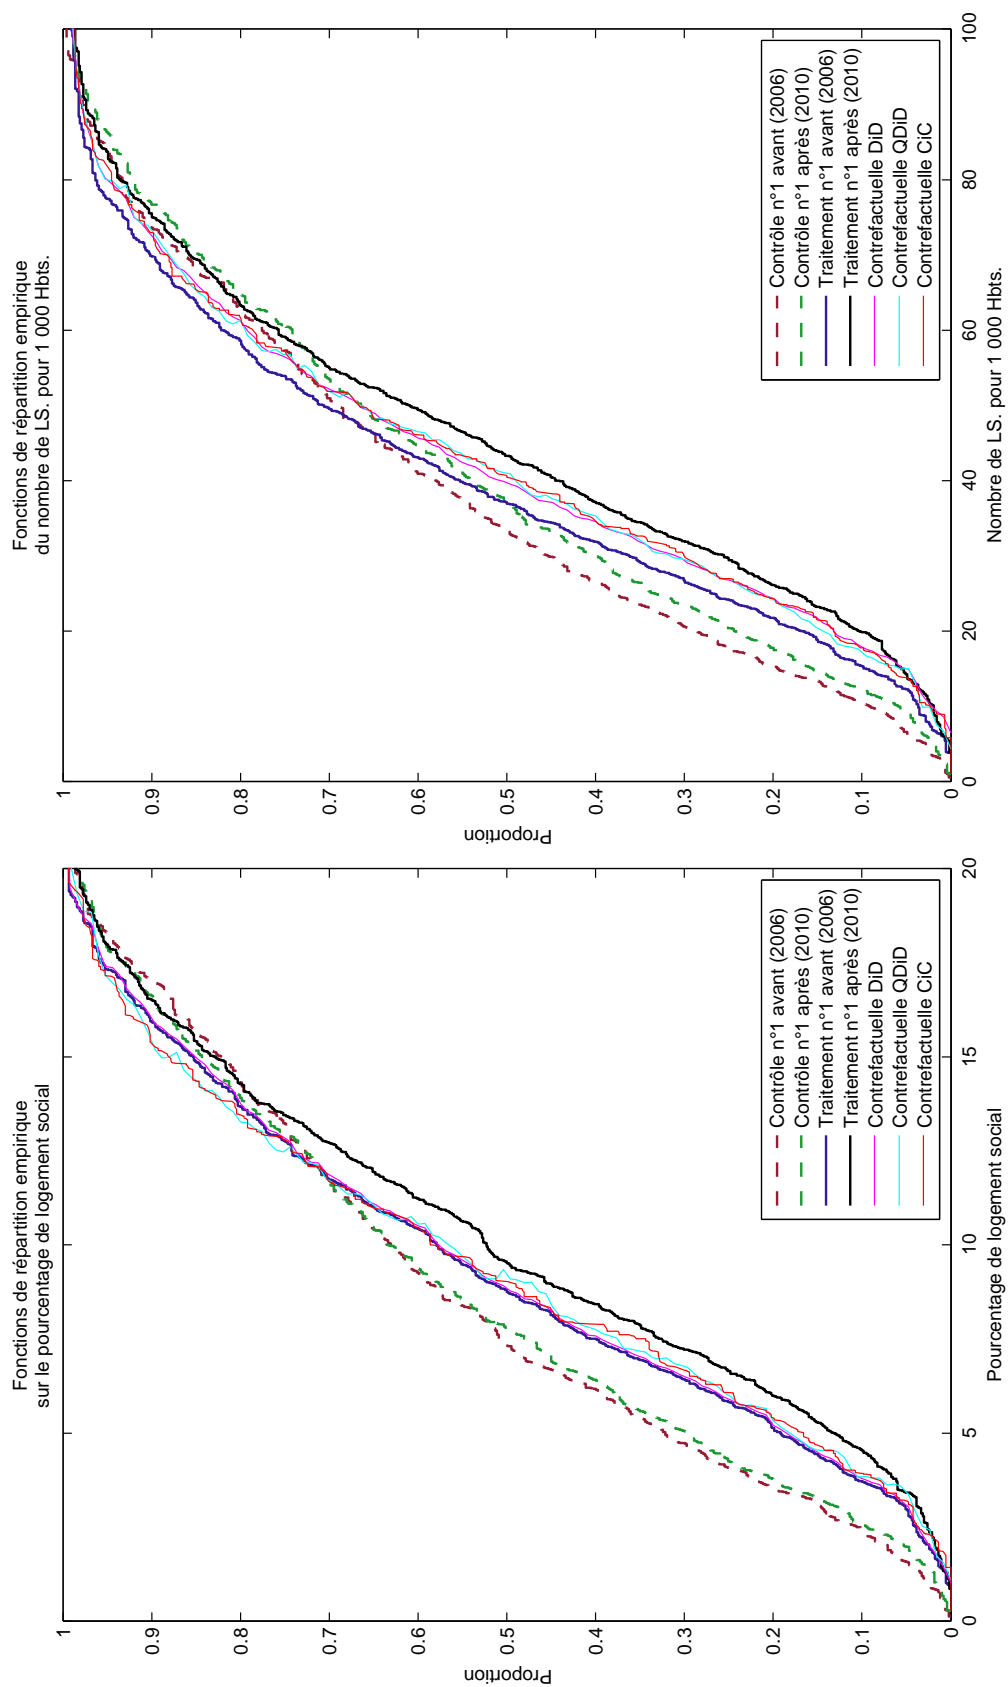 Fonctions de répartition empirique
sur le pourcentage de logement social
1
0.9
0.8
0.7
0.6
0.5
0.4
0.3
0.2
0.1
0
Proportion
0
5
10
15
20
Pourcentage de logement social
Contrôle n°1 avant (2006)
Contrôle n°1 après (2010)
Traitement n°1 avant (2006)
Traitement n°1 après (2010)
Contrefactuelle DiD
Contrefactuelle QDiD
Contrefactuelle CiC
Fonctions de répartition empirique
du nombre de LS. pour 1 000 Hbts.
1
0.9
0.8
0.7
0.6
0.5
0.4
0.3
0.2
0.1
0
Proportion
0
20
40
60
80
100
Nombre de LS. pour 1 000 Hbts.
Contrôle n°1 avant (2006)
Contrôle n°1 après (2010)
Traitement n°1 avant (2006)
Traitement n°1 après (2010)
Contrefactuelle DiD
Contrefactuelle QDiD
Contrefactuelle CiC